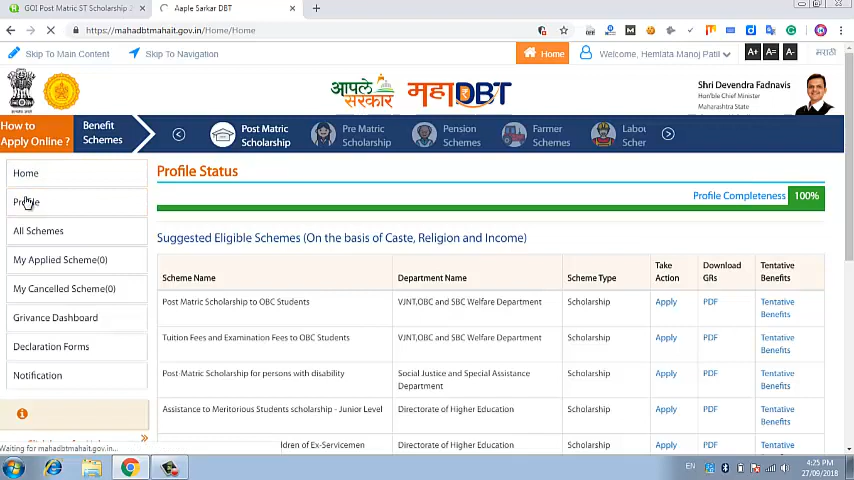 GOI Post Matric ST Scholarship 2
Aaple Sarkar DBT
https://mahadbtmahait.gov.in/Home/Home
Skip To Main Content
Skip To Navigation
Home
Welcome, Hemlata Manoj Patil
A+
A=
A-
मराठी
आपले सरकार
महाDBT
Shri Devendra Fadnavis
Hon'ble Chief Minister
Maharashtra State
How to
Apply Online ?
Benefit
Schemes
Post Matric
Scholarship
Pre Matric
Scholarship
Pension
Schemes
Farmer
Schemes
Labou
Scher
Home
Profile
All Schemes
My Applied Scheme(0)
My Cancelled Scheme(0)
Grivance Dashboard
Declaration Forms
Notification
Profile Status
Profile Completeness 100%
Suggested Eligible Schemes (On the basis of Caste, Religion and Income)
Scheme Name
Department Name
Scheme Type
Take
Action
Download
GRs
Tentative
Benefits
Post Matric Scholarship to OBC Students
VJNT,OBC and SBC Welfare Department
Scholarship
Apply
PDF
Tentative
Benefits
Tuition Fees and Examination Fees to OBC Students
VJNT,OBC and SBC Welfare Department
Scholarship
Apply
PDF
Tentative
Benefits
Post-Matric Scholarship for persons with disability
Social Justice and Special Assistance
Department
Scholarship
Apply
PDF
Tentative
Benefits
Assistance to Meritorious Students scholarship - Junior Level
Directorate of Higher Education
Scholarship
Apply
PDF
Tentative
Benefits
ldren of Ex-Servicemen
Directorate of Higher Education
Scholarship
Apply
PDF
Tentative
Waiting for mahadbtmahait.gov.in...
EN
4:25 PM
27/09/2018